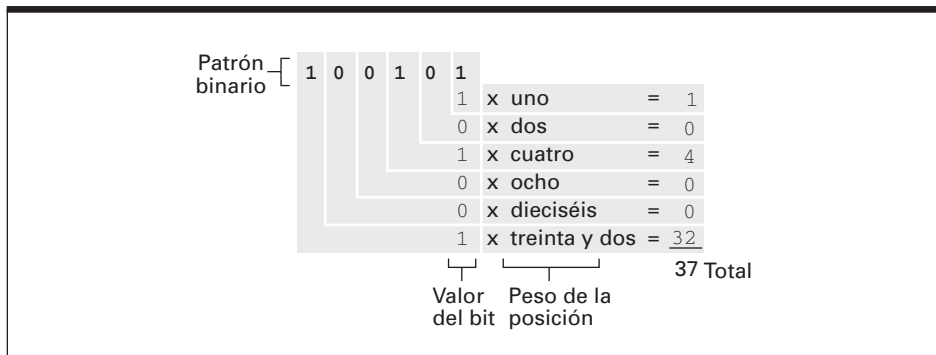 Patrón
binario
1 0 0 1 0 1
1 x uno = 1
0 x dos = 0
1 x cuatro = 4
0 x ocho = 0
0 x dieciséis = 0
1 x treinta y dos = 32
37 Total
Valor
del bit
Peso de la
posición